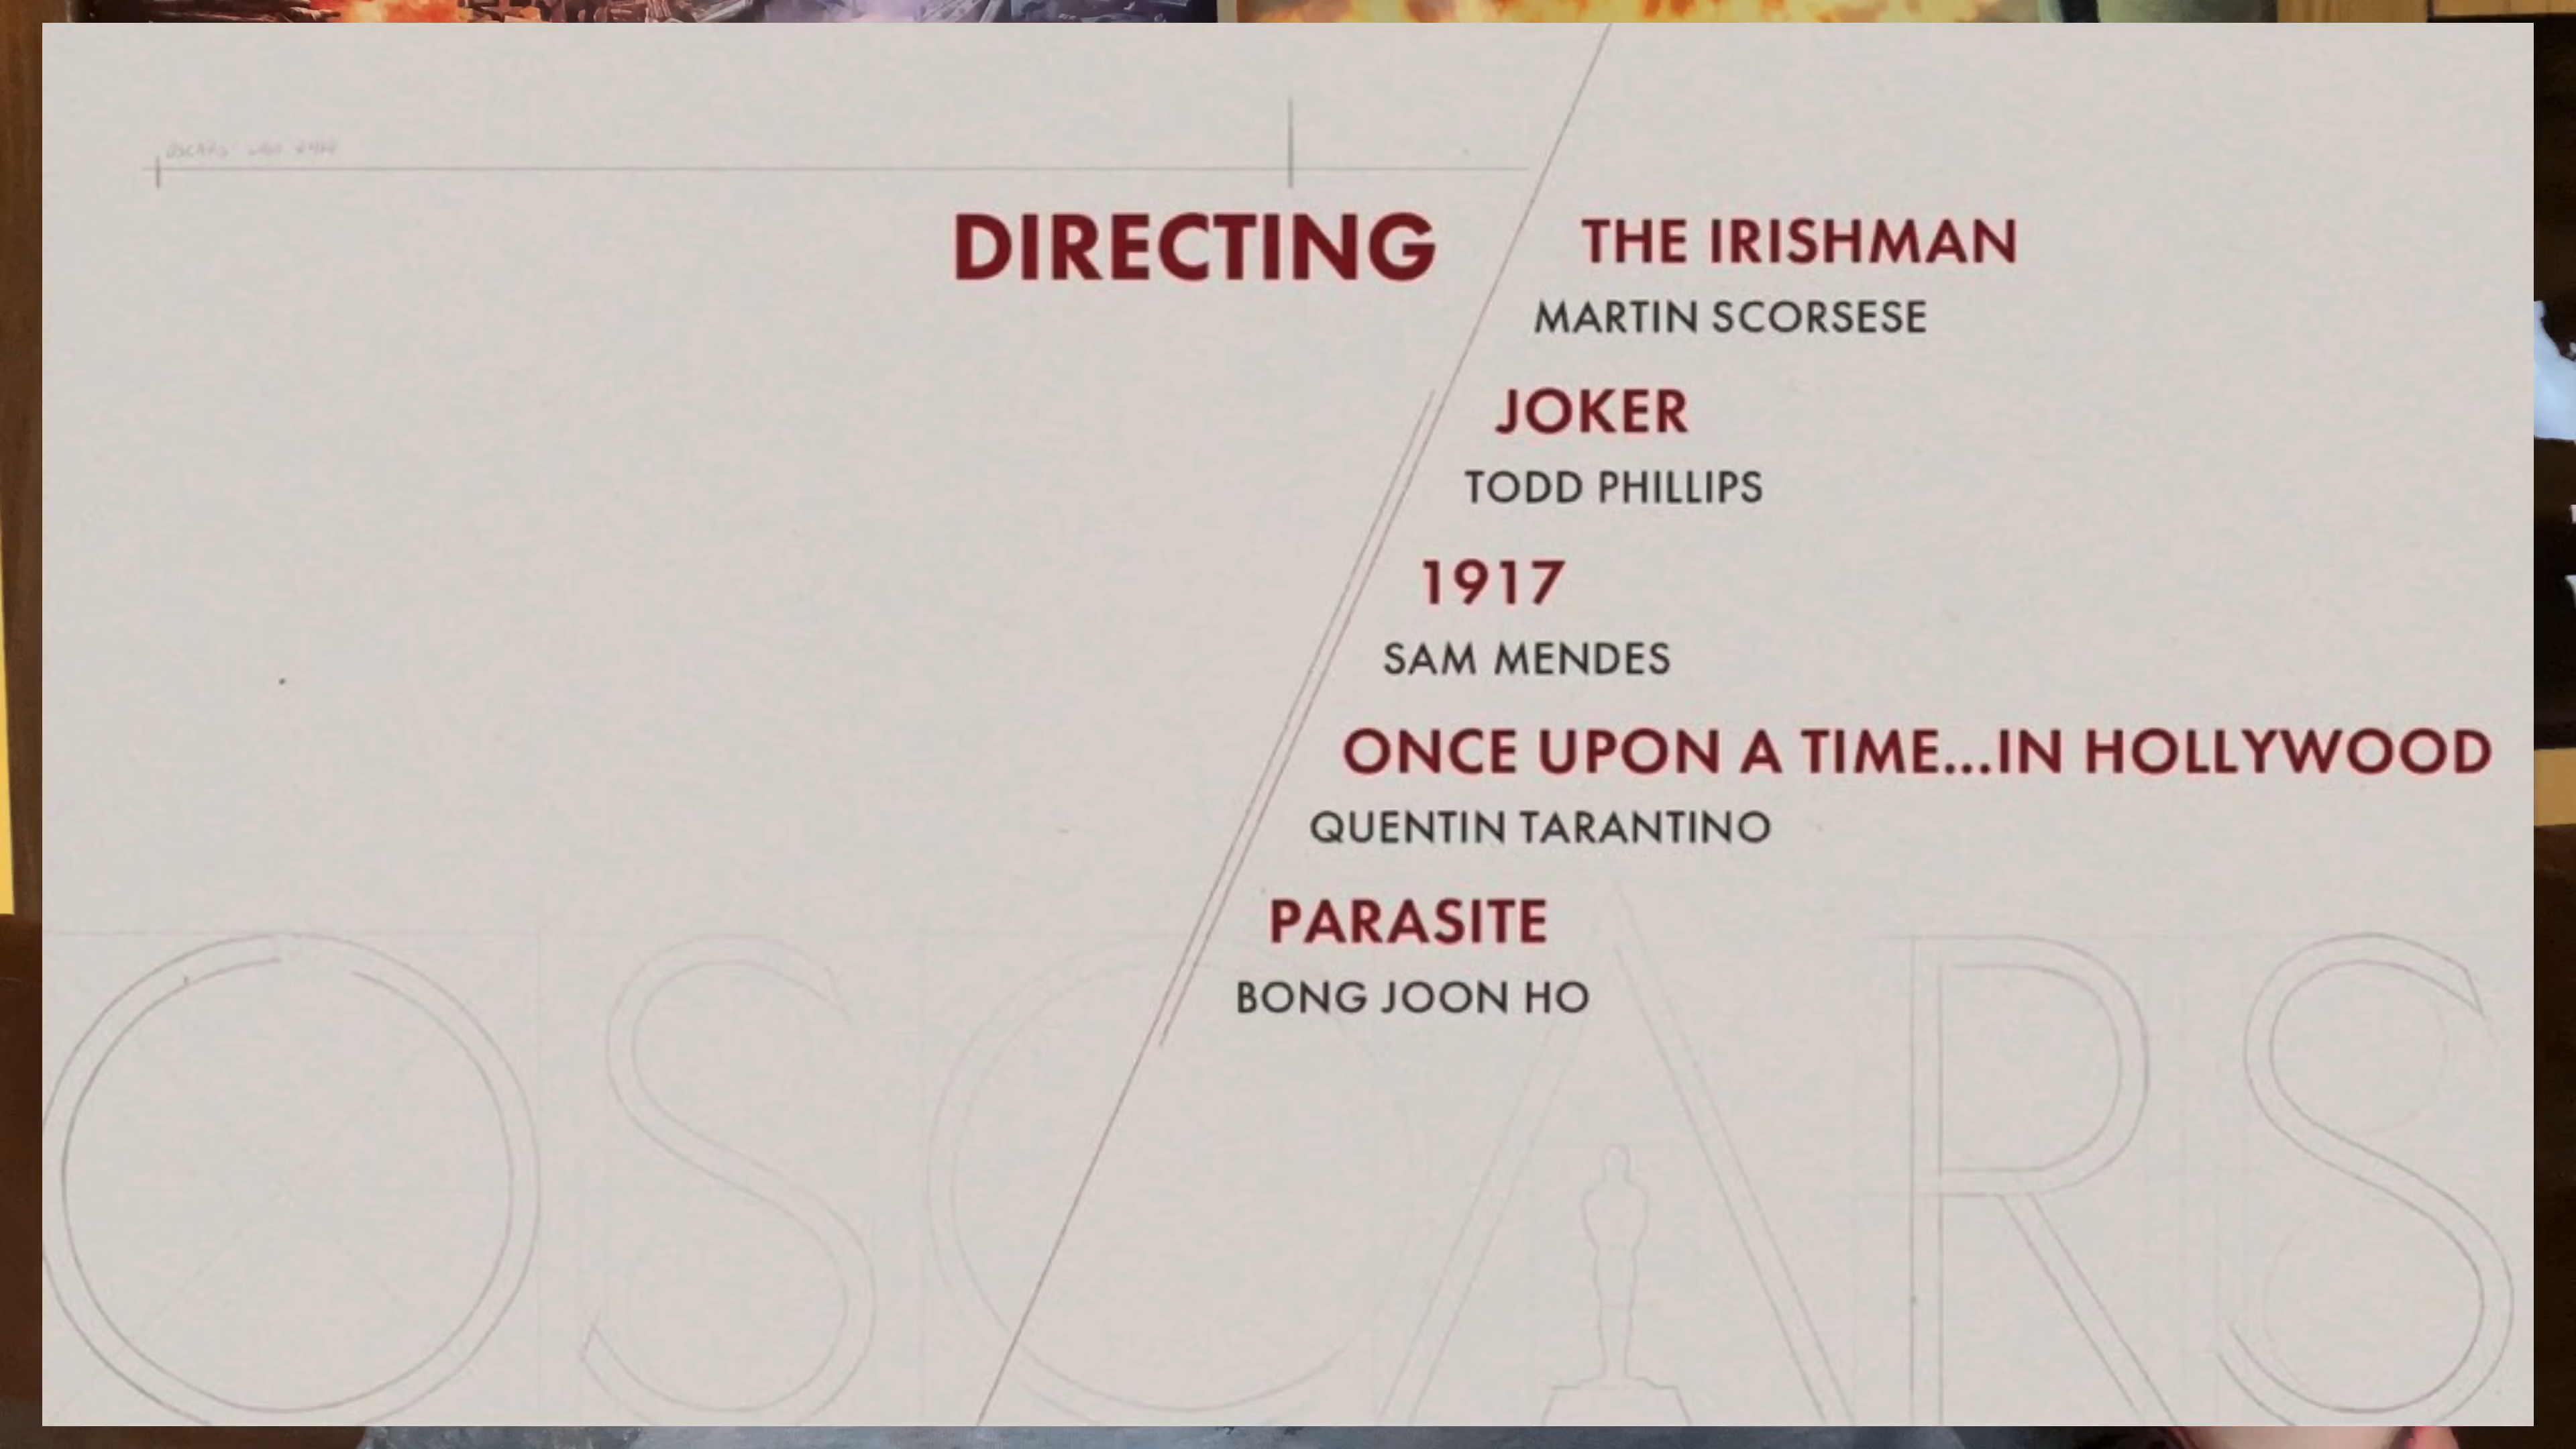 DIRECTING
THE IRISHMAN
MARTIN SCORSESE
JOKER
TODD PHILLIPS
1917
SAM MENDES
ONCE UPON A TIME...IN HOLLYWOOD
QUENTIN TARANTINO
PARASITE
BONG JOON HO
OSCARS